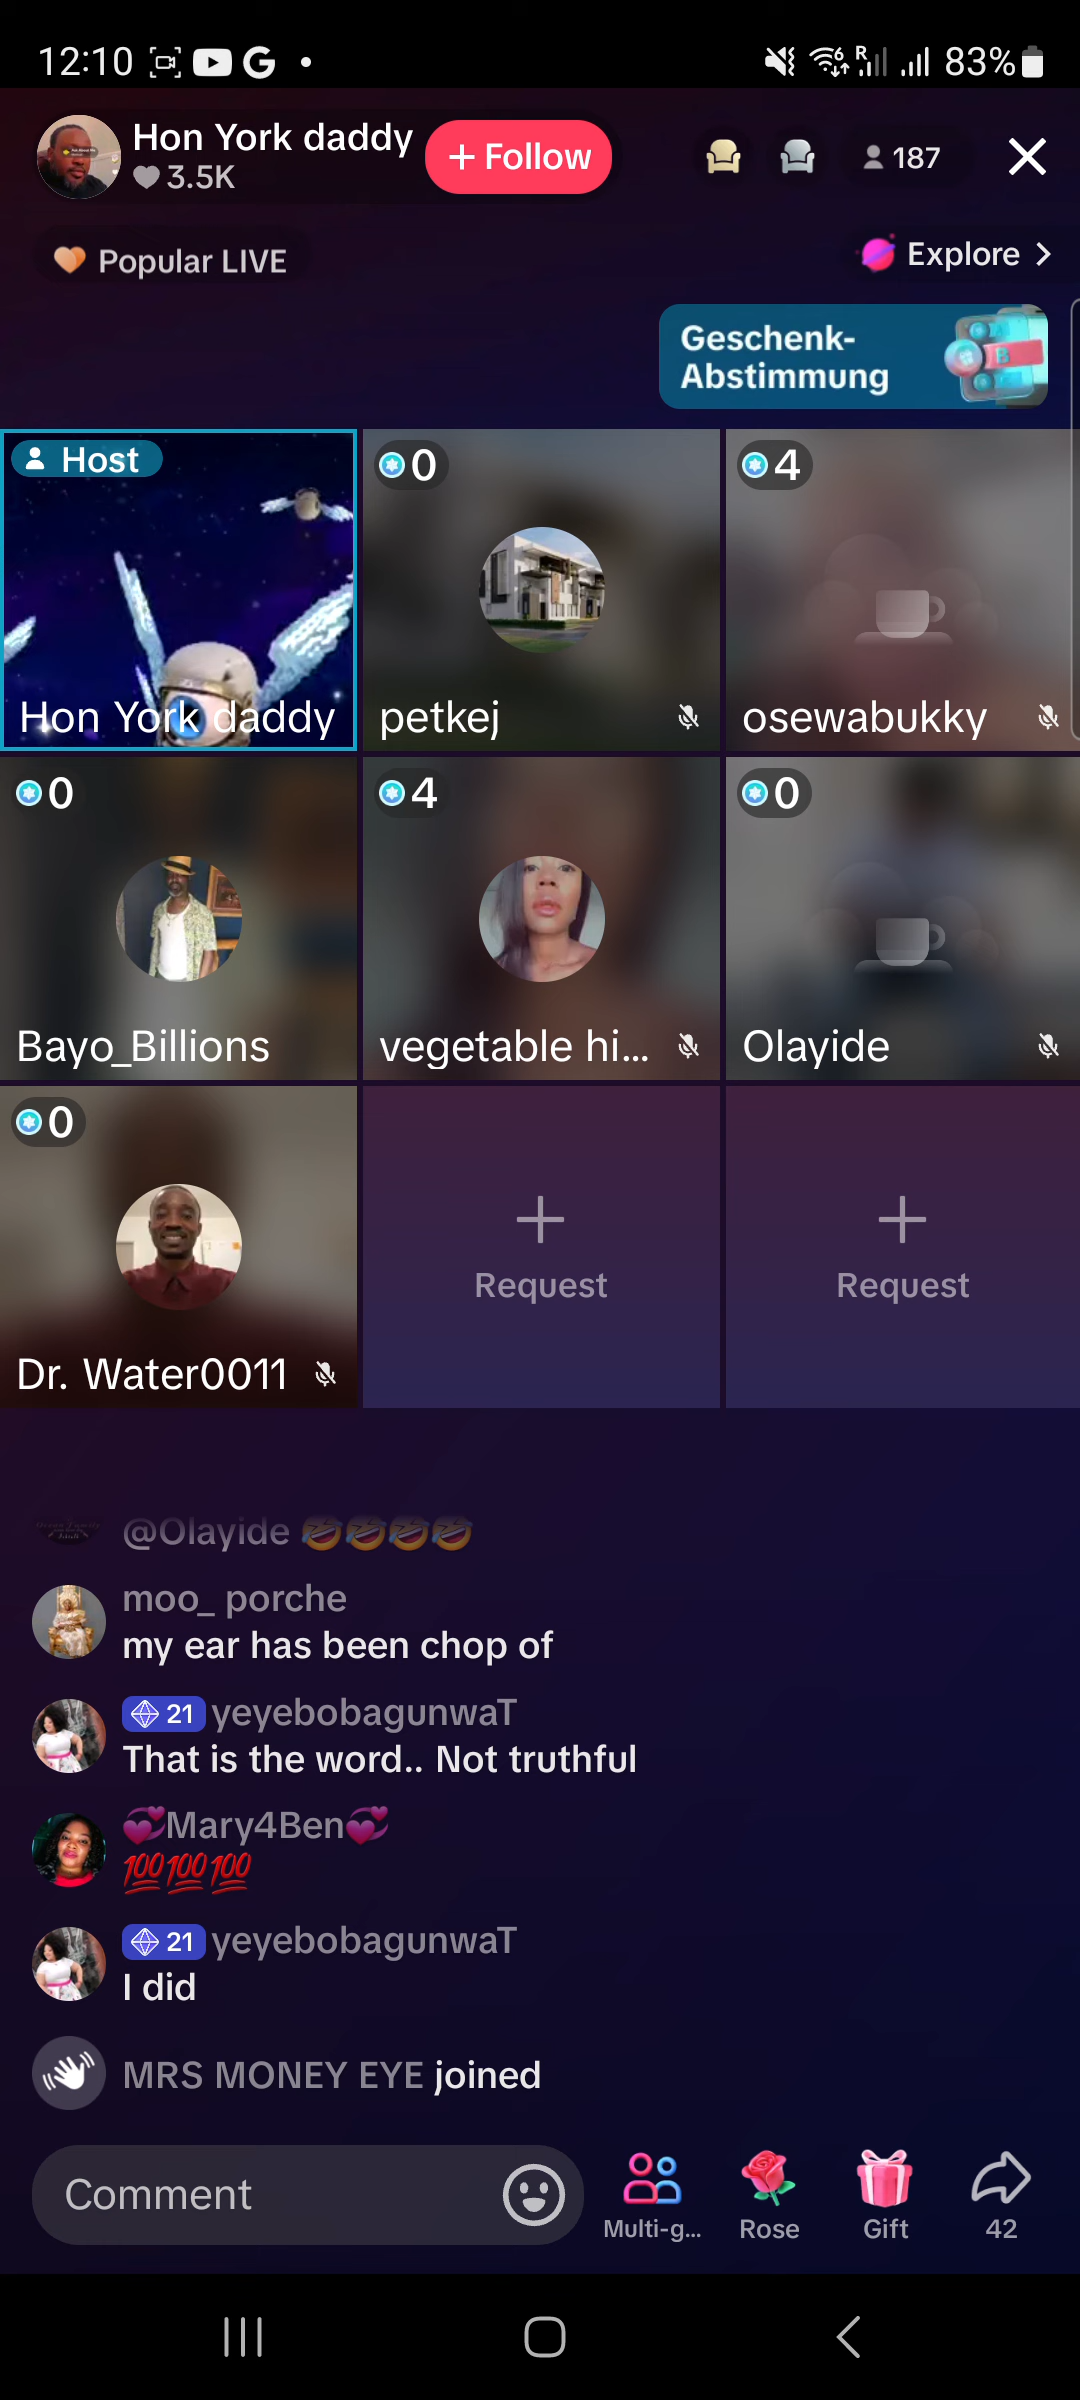 12:10
83%
Hon York daddy
3.5K
+ Follow
187
Popular LIVE
Explore
Geschenk-
Abstimmung
Host
Hon York daddy
0
petkej
4
osewabukky
0
Bayo_Billions
4
vegetable hi...
0
Olayide
0
Dr. Water0011
Request
Request
@Olayide 🤣🤣🤣🤣
moo_ porche
my ear has been chop of
21 yeyebobagunwaT
That is the word.. Not truthful
💞Mary4Ben💞
💯💯💯
21 yeyebobagunwaT
I did
MRS MONEY EYE joined
Comment
Multi-g...
Rose
Gift
42